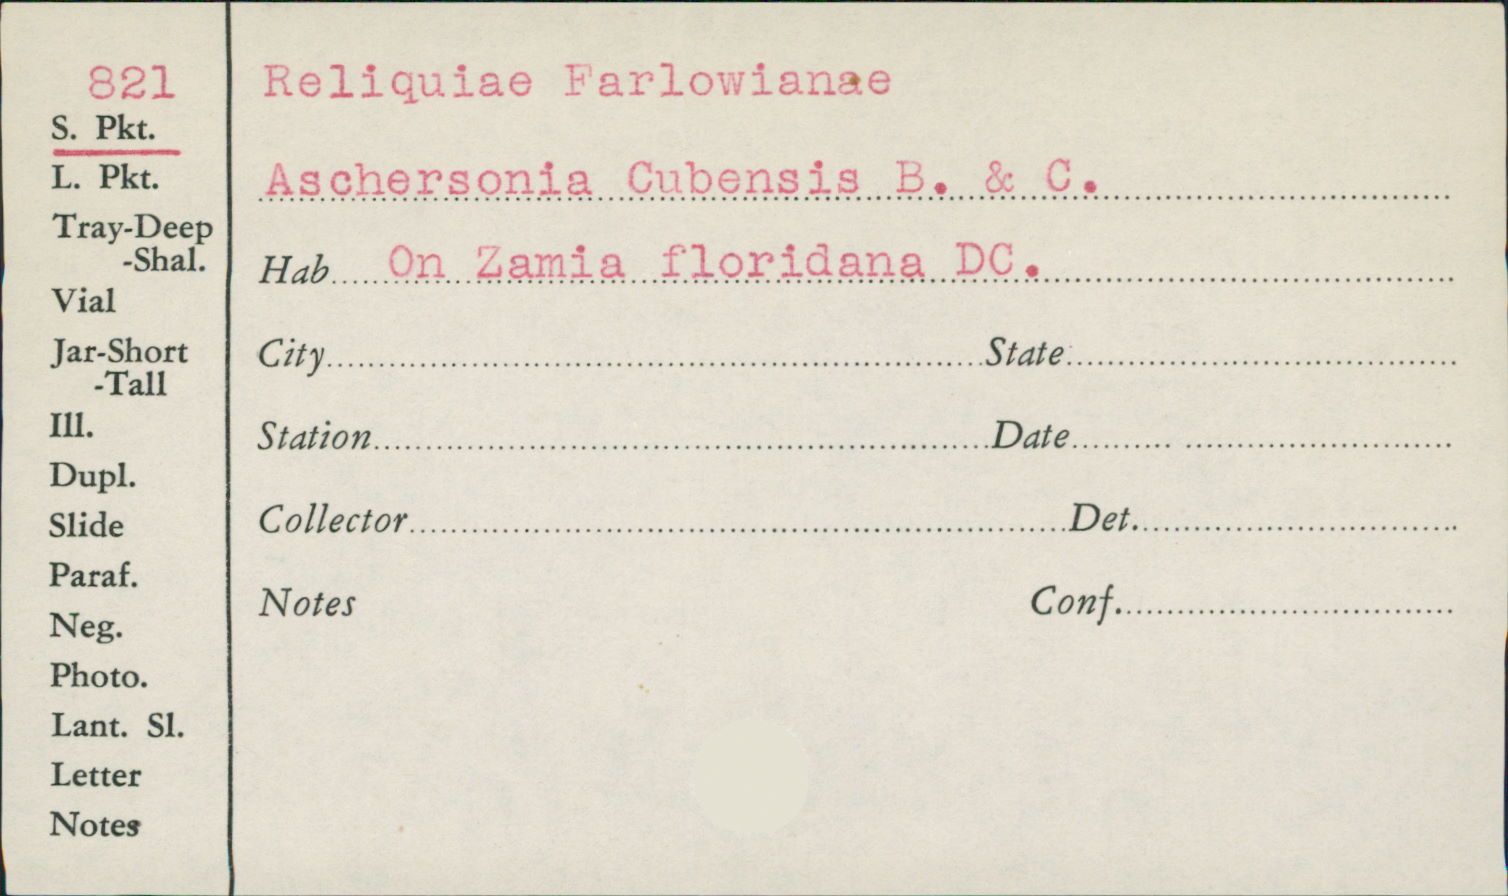 821
S. Pkt.
L. Pkt.
Tray-Deep
-Shal.
Vial
Jar-Short
-Tall
Ill.
Dupl.
Slide
Paraf.
Neg.
Photo.
Lant. Sl.
Letter
Notes
Reliquiae Farlowianae
Aschersonia Cubensis B. & C.
Hab On Zamia floridana DC.
City State
Station Date
Collector Det.
Notes Conf.